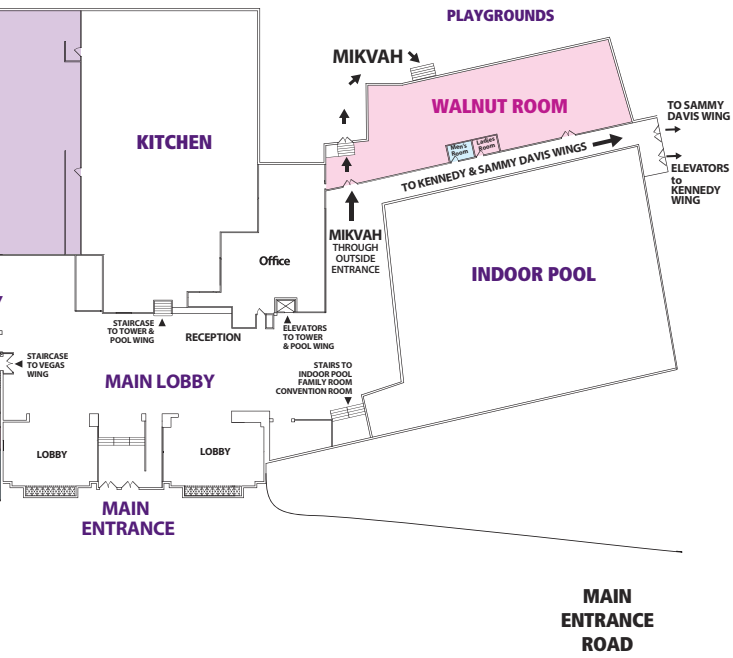 PLAYGROUNDS
MIKVAH
WALNUT ROOM
TO SAMMY
DAVIS WING
KITCHEN
Men's
Room
Ladies
Room
TO KENNEDY & SAMMY DAVIS WINGS
ELEVATORS
to
KENNEDY
WING
MIKVAH
THROUGH
OUTSIDE
ENTRANCE
Office
INDOOR POOL
STAIRCASE
TO TOWER &
POOL WING
RECEPTION
ELEVATORS
TO TOWER
& POOL WING
STAIRCASE
TO VEGAS
WING
MAIN LOBBY
STAIRS TO
INDOOR POOL
FAMILY ROOM
CONVENTION ROOM
LOBBY
LOBBY
MAIN
ENTRANCE
MAIN
ENTRANCE
ROAD